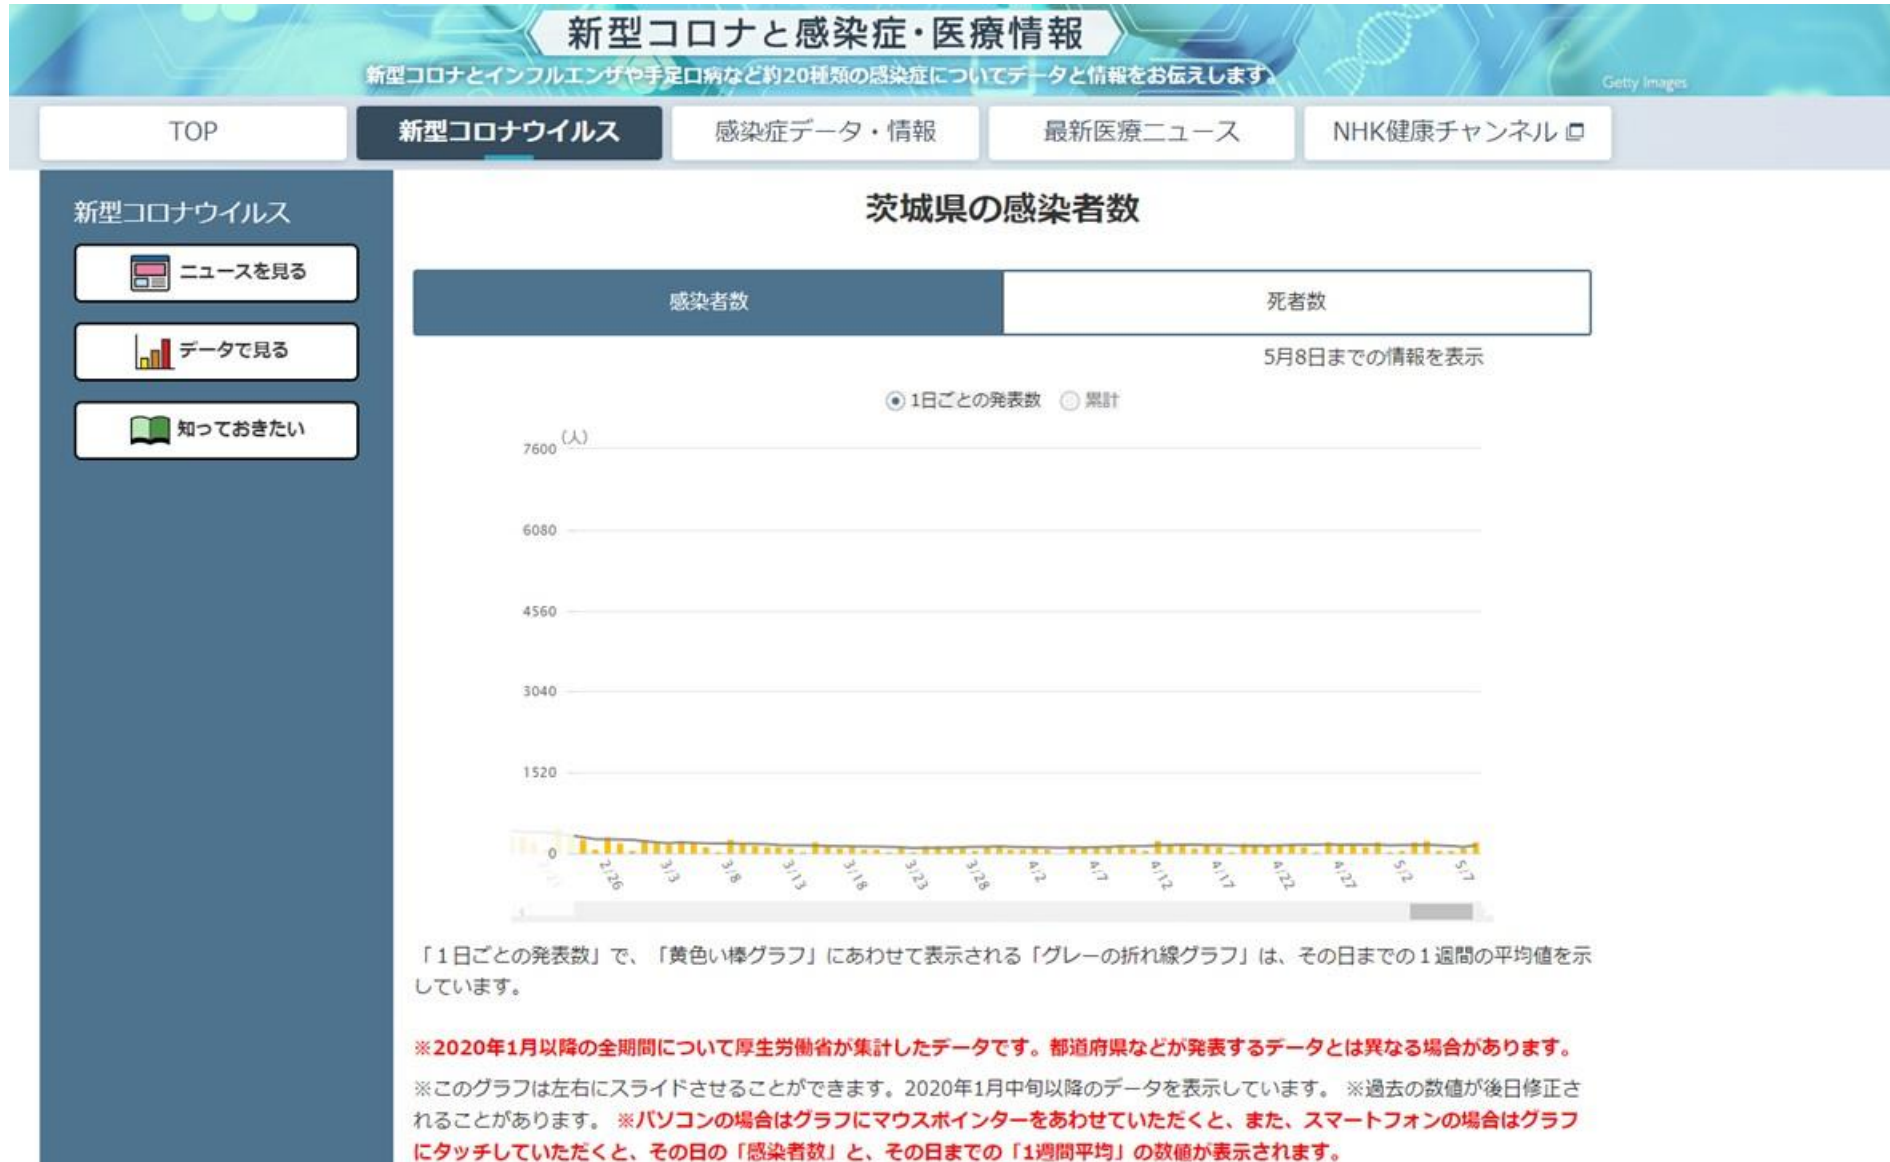 新型コロナと感染症・医療情報
新型コロナとインフルエンザや手足口病など約20種類の感染症についてデータと情報をお伝えします。
Getty Images
TOP
新型コロナウイルス
感染症データ・情報
最新医療ニュース
NHK健康チャンネル
新型コロナウイルス
ニュースを見る
データで見る
知っておきたい
茨城県の感染者数
感染者数
死者数
5月8日までの情報を表示
1日ごとの発表数
累計
(人)
7600
6080
4560
3040
1520
0
2/26
3/3
3/8
3/13
3/18
3/23
3/28
4/2
4/7
4/12
4/17
4/22
4/27
5/2
5/7
「１日ごとの発表数」で、「黄色い棒グラフ」にあわせて表示される「グレーの折れ線グラフ」は、その日までの１週間の平均値を示
しています。
※2020年1月以降の全期間について厚生労働省が集計したデータです。都道府県などが発表するデータとは異なる場合があります。
※このグラフは左右にスライドさせることができます。2020年1月中旬以降のデータを表示しています。 ※過去の数値が後日修正さ
れることがあります。 ※パソコンの場合はグラフにマウスポインターをあわせていただくと、また、スマートフォンの場合はグラフ
にタッチしていただくと、その日の「感染者数」と、その日までの「1週間平均」の数値が表示されます。